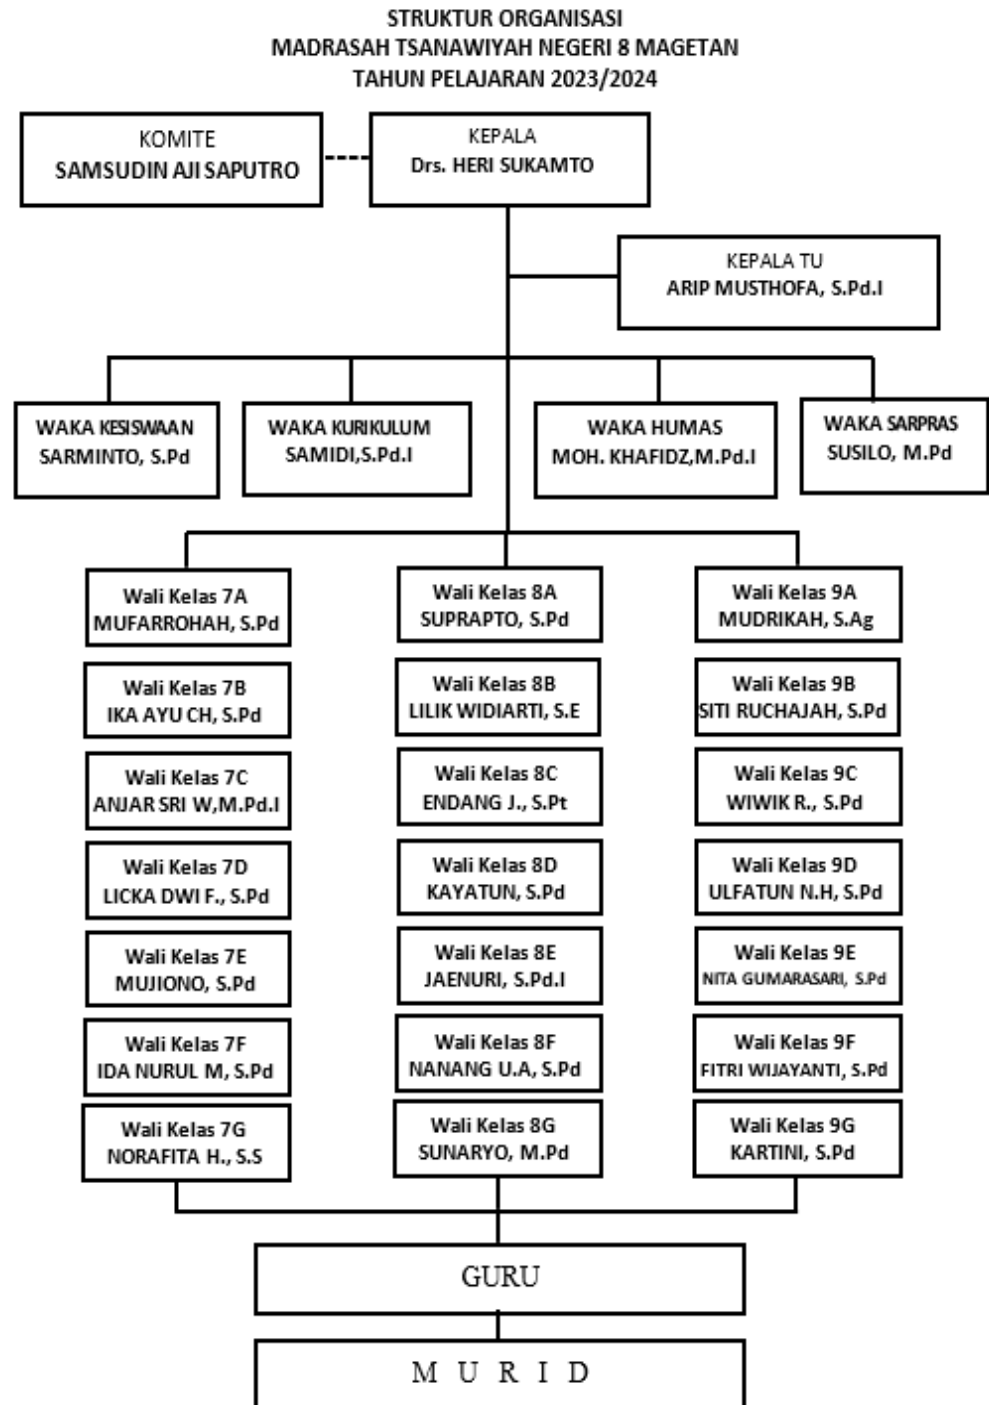 STRUKTUR ORGANISASI
MADRASAH TSANAWIYAH NEGERI 8 MAGETAN
TAHUN PELAJARAN 2023/2024
KOMITE
SAMSUDIN AJI SAPUTRO
KEPALA
Drs. HERI SUKAMTO
KEPALA TU
ARIP MUSTHOFA, S.Pd.I
WAKA KESISWAAN
SARMINTO, S.Pd
WAKA KURIKULUM
SAMIDI,S.Pd.I
WAKA HUMAS
MOH. KHAFIDZ,M.Pd.I
WAKA SARPRAS
SUSILO, M.Pd
Wali Kelas 7A
MUFARROHAH, S.Pd
Wali Kelas 8A
SUPRAPTO, S.Pd
Wali Kelas 9A
MUDRIKAH, S.Ag
Wali Kelas 7B
IKA AYU CH, S.Pd
Wali Kelas 8B
LILIK WIDIARTI, S.E
Wali Kelas 9B
SITI RUCHAJAH, S.Pd
Wali Kelas 7C
ANJAR SRI W,M.Pd.I
Wali Kelas 8C
ENDANG J., S.Pt
Wali Kelas 9C
WIWIK R., S.Pd
Wali Kelas 7D
LICKA DWI F., S.Pd
Wali Kelas 8D
KAYATUN, S.Pd
Wali Kelas 9D
ULFATUN N.H, S.Pd
Wali Kelas 7E
MUJIONO, S.Pd
Wali Kelas 8E
JAENURI, S.Pd.I
Wali Kelas 9E
NITA GUMARASARI, S.Pd
Wali Kelas 7F
IDA NURUL M, S.Pd
Wali Kelas 8F
NANANG U.A, S.Pd
Wali Kelas 9F
FITRI WIJAYANTI, S.Pd
Wali Kelas 7G
NORAFITA H., S.S
Wali Kelas 8G
SUNARYO, M.Pd
Wali Kelas 9G
KARTINI, S.Pd
GURU
M U R I D